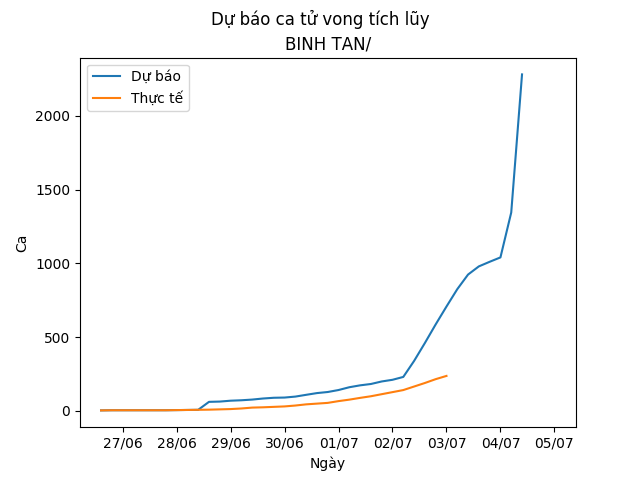 Dự báo ca tử vong tích lũy
BINH TAN/
Dự báo
Thực tế
2000
1500
1000
500
0
Ca
27/06 28/06 29/06 30/06 01/07 02/07 03/07 04/07 05/07
Ngày